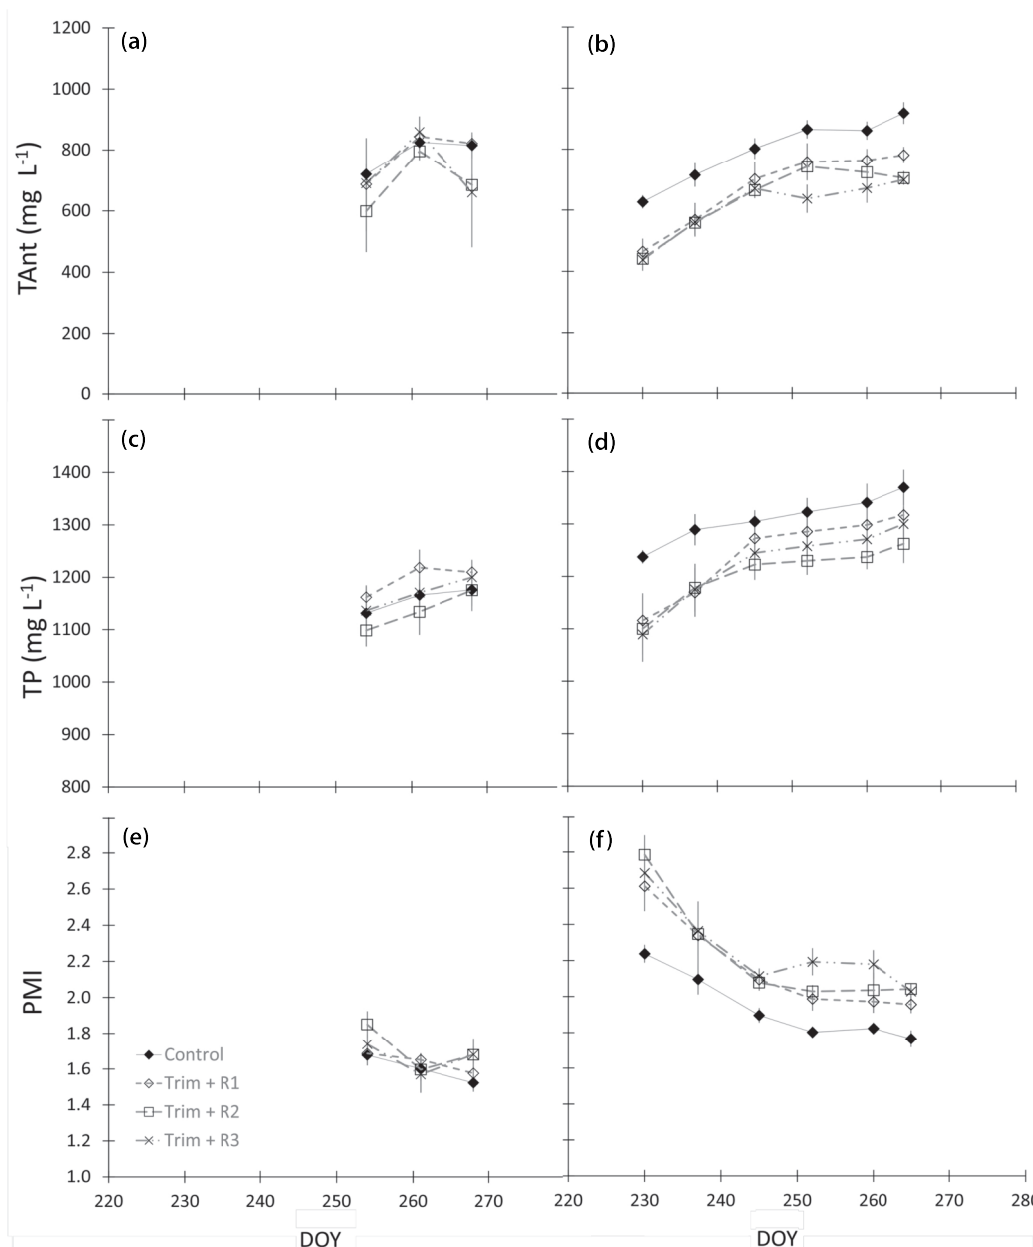 (a)
(b)
1200
1000
800
600
400
200
0
TAnt (mg L-1)
(c)
(d)
1400
1300
1200
1100
1000
900
800
TP (mg L-1)
(e)
(f)
2.8
2.6
2.4
2.2
2.0
1.8
1.6
1.4
1.2
1.0
PMI
Control
Trim + R1
Trim + R2
Trim + R3
220 230 240 250 260 270 220 230 240 250 260 270 280
DOY DOY